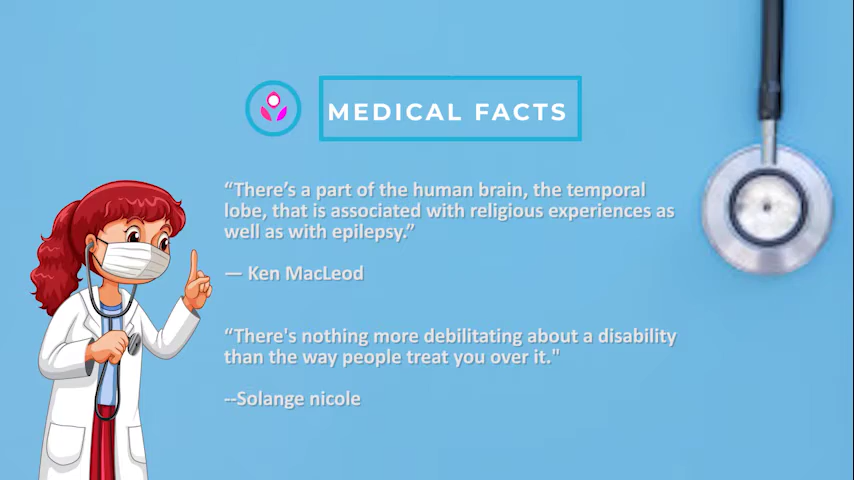 MEDICAL FACTS
“There’s a part of the human brain, the temporal
lobe, that is associated with religious experiences as
well as with epilepsy.”
— Ken MacLeod
“There's nothing more debilitating about a disability
than the way people treat you over it."
--Solange nicole